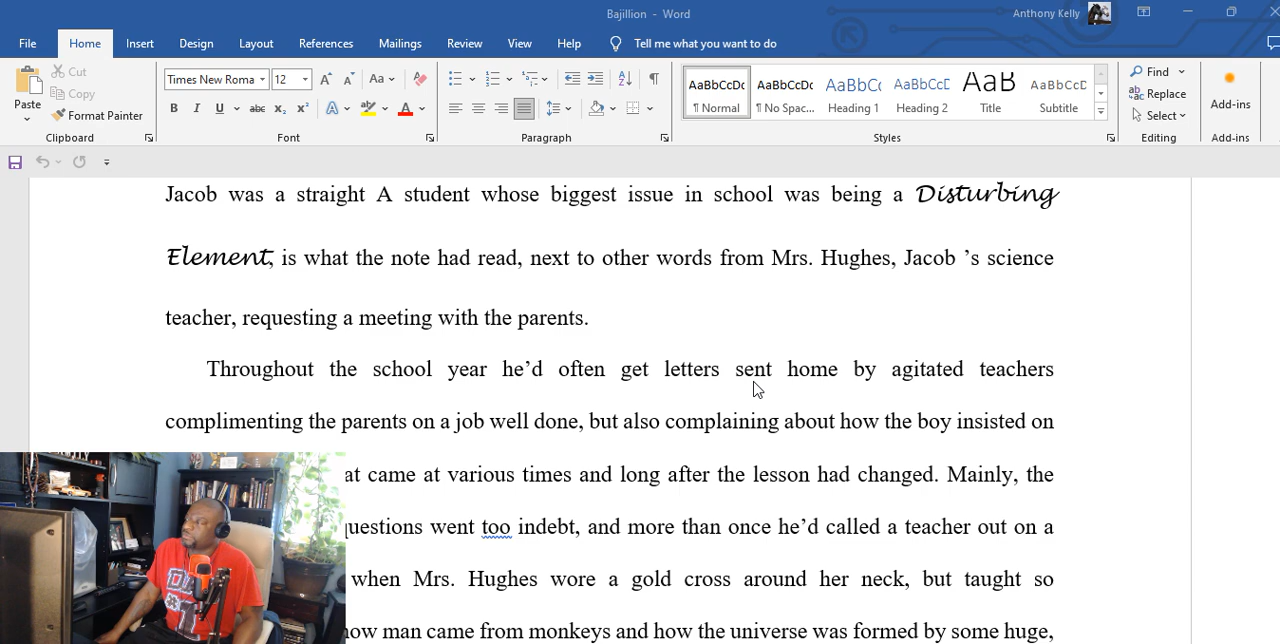 Bajillion - Word
Anthony Kelly
File Home Insert Design Layout References Mailings Review View Help Tell me what you want to do
Paste
Cut
Copy
Format Painter
Clipboard
Times New Roma 12
Aa
B I U abc x₂ x² A A
Font
Paragraph
AaBbCcDc AaBbCcDc AaBbCc AaBbCcD AaB AaBbCcD
¶ Normal ¶ No Spac... Heading 1 Heading 2 Title Subtitle
Styles
Find
Replace
Select
Editing
Add-ins
Add-ins
Jacob was a straight A student whose biggest issue in school was being a Disturbing
Element, is what the note had read, next to other words from Mrs. Hughes, Jacob ’s science
teacher, requesting a meeting with the parents.
Throughout the school year he’d often get letters sent home by agitated teachers
complimenting the parents on a job well done, but also complaining about how the boy insisted on
at came at various times and long after the lesson had changed. Mainly, the
questions went too indebt, and more than once he’d called a teacher out on a
when Mrs. Hughes wore a gold cross around her neck, but taught so
how man came from monkeys and how the universe was formed by some huge,